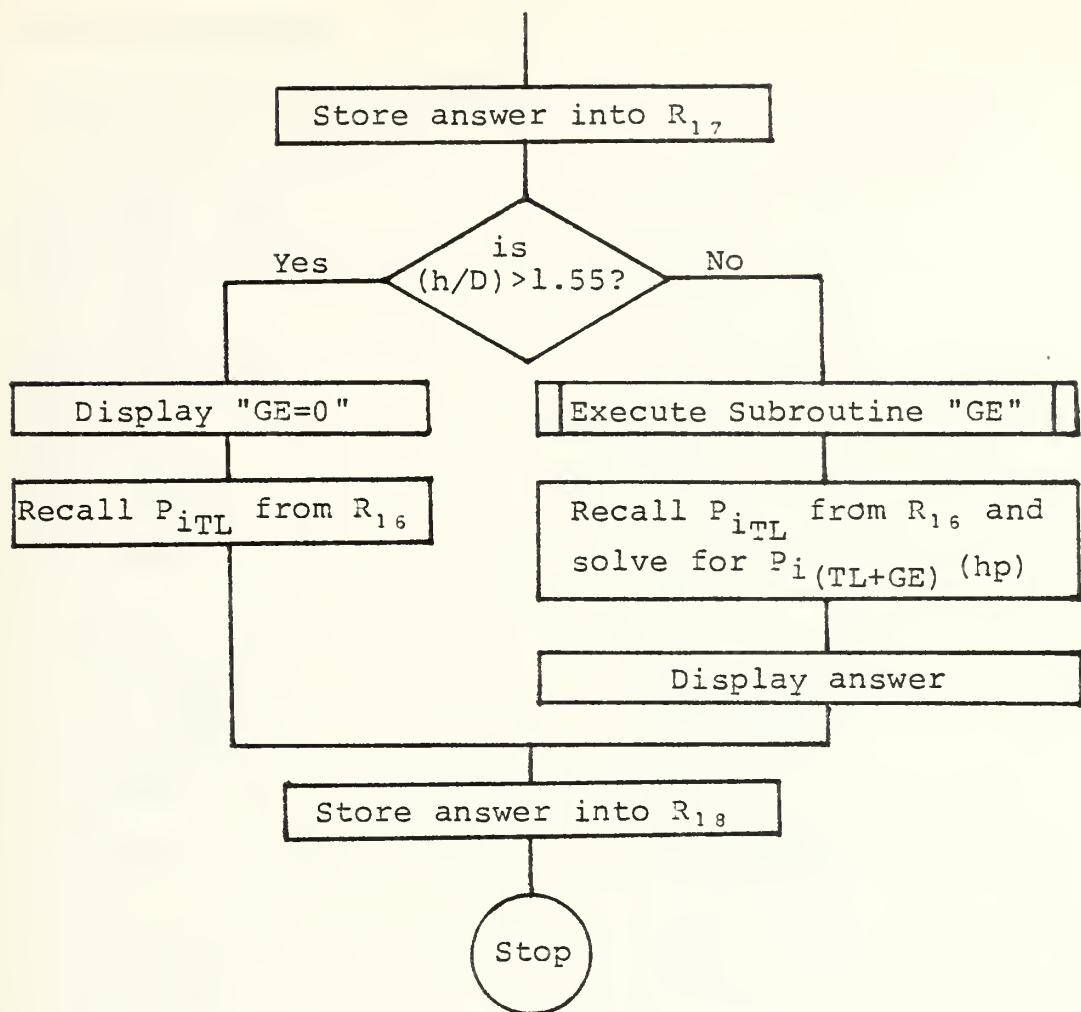 Store answer into R₁₇
is
(h/D)>1.55?
Yes
No
Display "GE=0"
Execute Subroutine "GE"
Recall PiTL from R₁₆
Recall PiTL from R₁₆ and
solve for Pi(TL+GE) (hp)
Display answer
Store answer into R₁₈
Stop